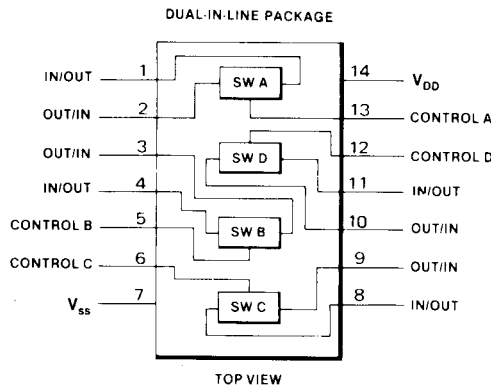 DUAL-IN-LINE PACKAGE
IN/OUT 1
OUT/IN 2
OUT/IN 3
IN/OUT 4
CONTROL B 5
CONTROL C 6
Vss 7
SW A
SW D
SW B
SW C
14 VDD
13 CONTROL A
12 CONTROL D
11 IN/OUT
10 OUT/IN
9 OUT/IN
8 IN/OUT
TOP VIEW